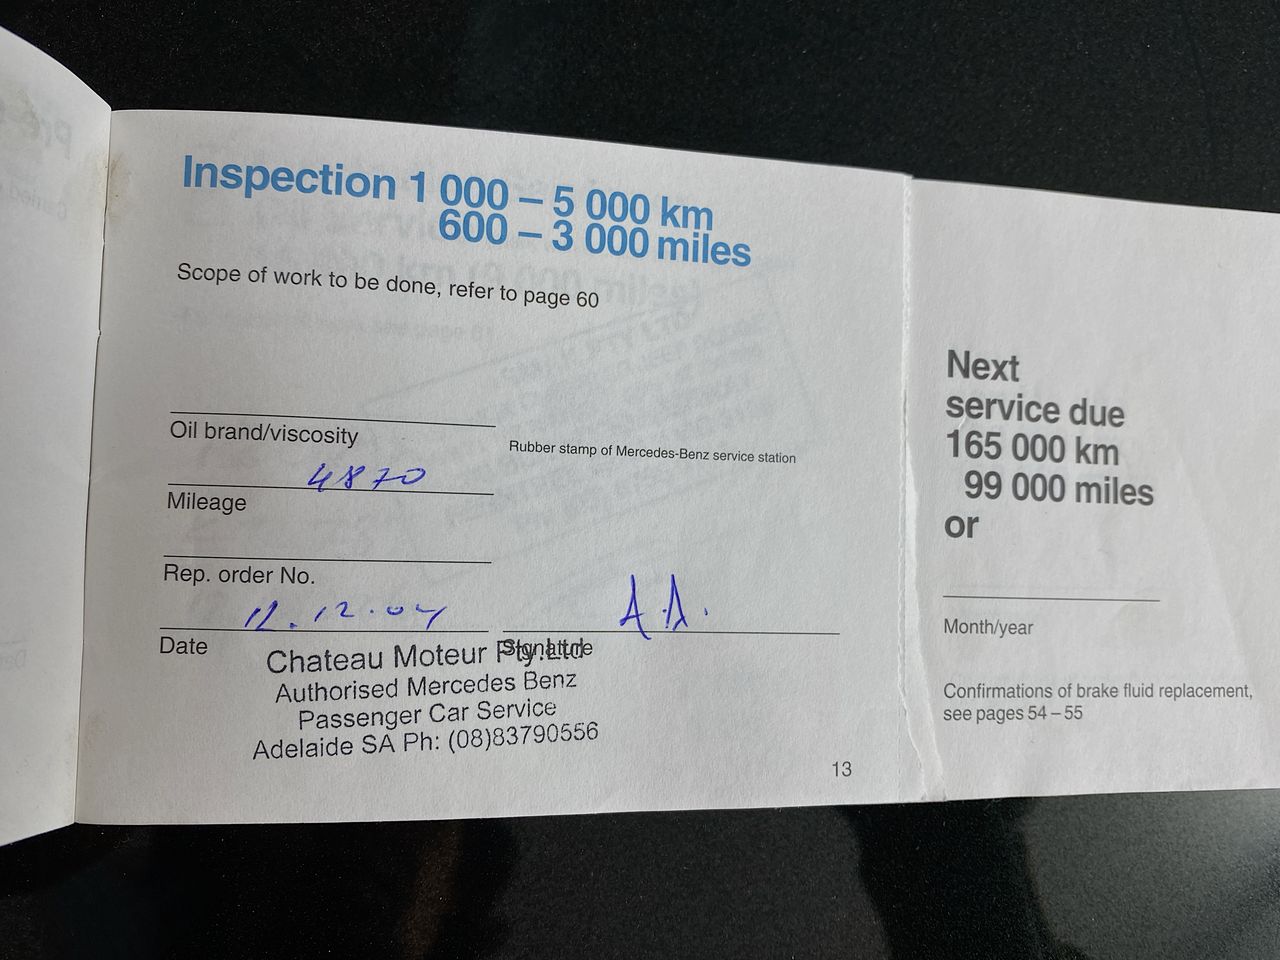 Inspection 1 000 – 5 000 km
600 – 3 000 miles
Scope of work to be done, refer to page 60
Oil brand/viscosity
Rubber stamp of Mercedes-Benz service station
4870
Mileage
Rep. order No.
12.04
A.A.
Date
Signature
Chateau Moteur Pty.Ltd
Authorised Mercedes Benz
Passenger Car Service
Adelaide SA Ph: (08)83790556
13
Next
service due
165 000 km
99 000 miles
or
Month/year
Confirmations of brake fluid replacement,
see pages 54 – 55